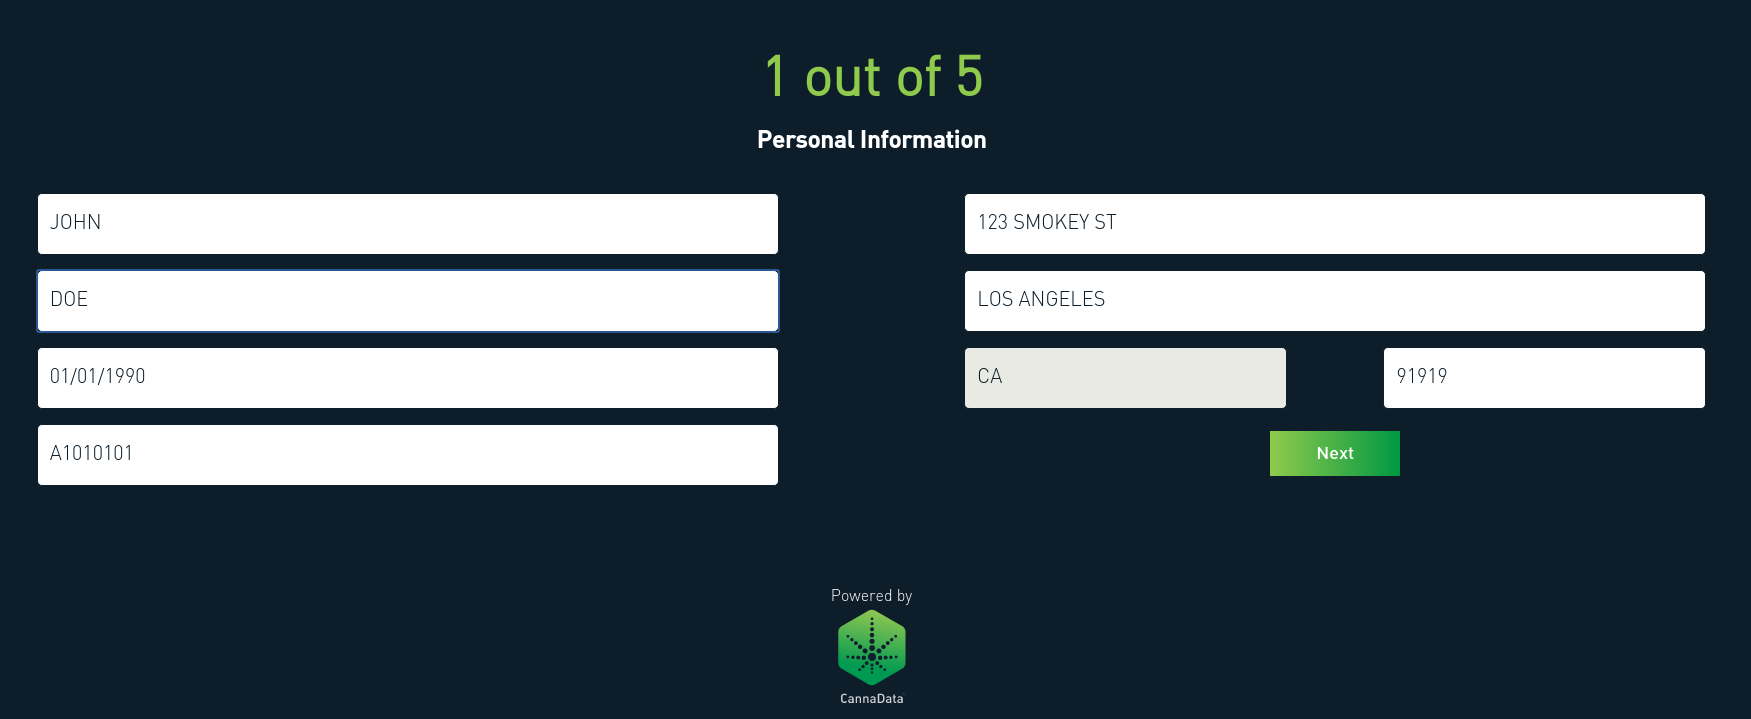 1 out of 5
Personal Information
JOHN
DOE
01/01/1990
A1010101
123 SMOKEY ST
LOS ANGELES
CA
91919
Next
Powered by
CannaData